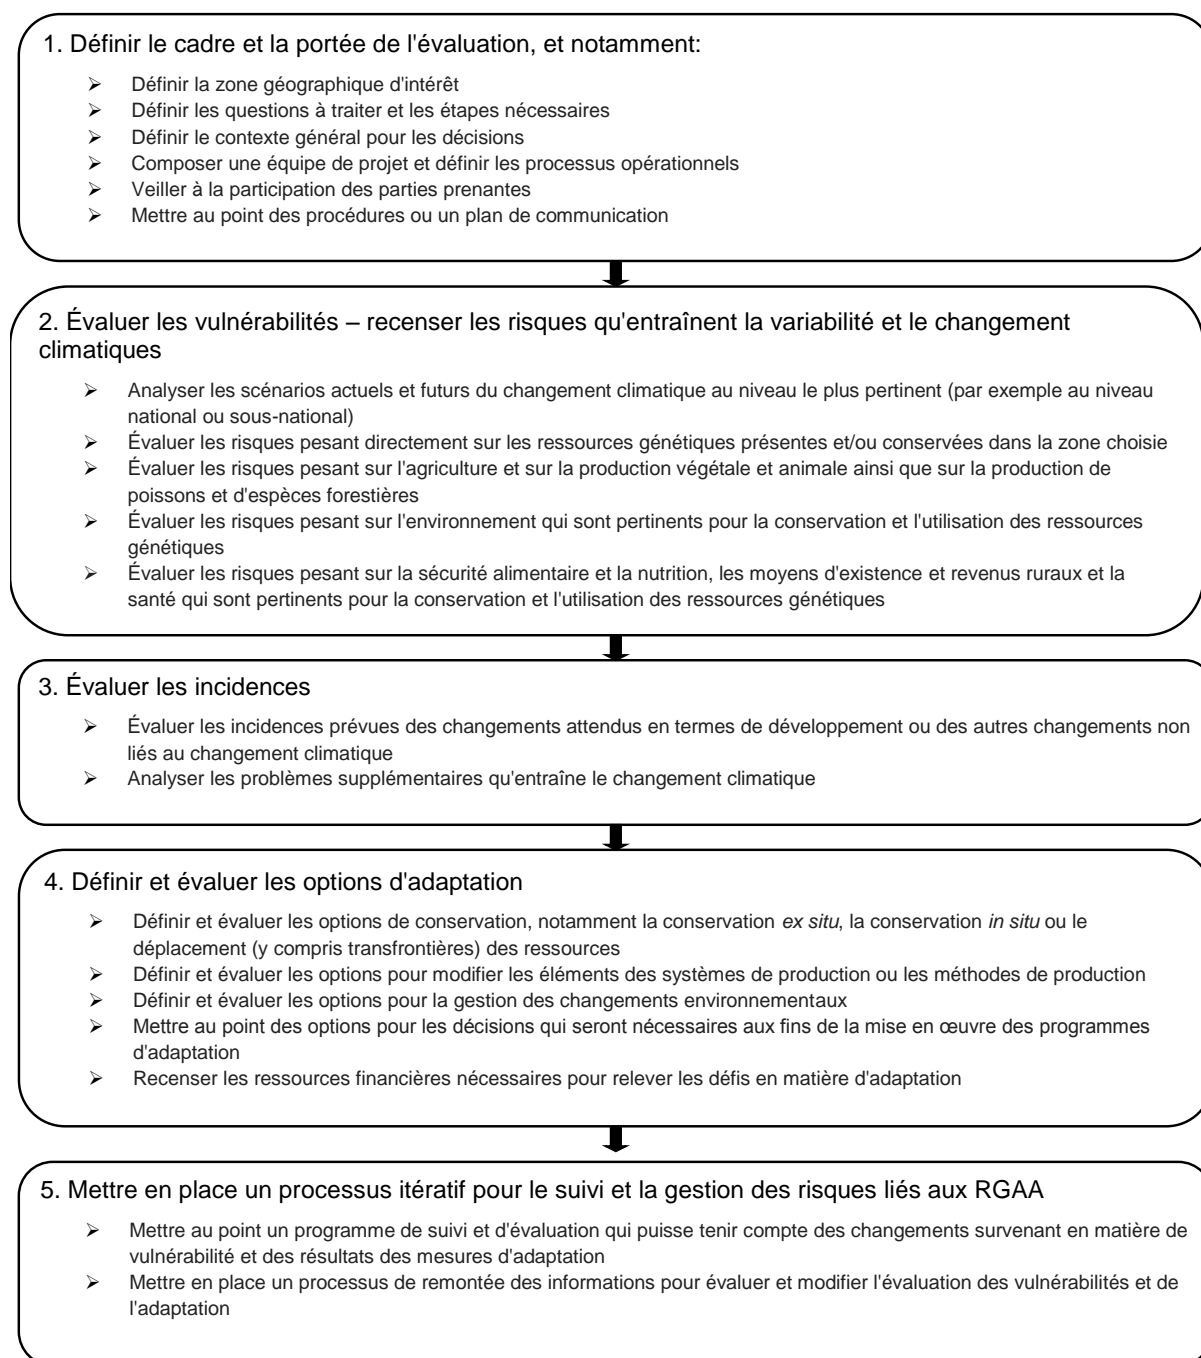 1. Définir le cadre et la portée de l'évaluation, et notamment:
➢ Définir la zone géographique d'intérêt
➢ Définir les questions à traiter et les étapes nécessaires
➢ Définir le contexte général pour les décisions
➢ Composer une équipe de projet et définir les processus opérationnels
➢ Veiller à la participation des parties prenantes
➢ Mettre au point des procédures ou un plan de communication
2. Évaluer les vulnérabilités – recenser les risques qu'entraînent la variabilité et le changement
climatiques
➢ Analyser les scénarios actuels et futurs du changement climatique au niveau le plus pertinent (par exemple au niveau
national ou sous-national)
➢ Évaluer les risques pesant directement sur les ressources génétiques présentes et/ou conservées dans la zone choisie
➢ Évaluer les risques pesant sur l'agriculture et sur la production végétale et animale ainsi que sur la production de
poissons et d'espèces forestières
➢ Évaluer les risques pesant sur l'environnement qui sont pertinents pour la conservation et l'utilisation des ressources
génétiques
➢ Évaluer les risques pesant sur la sécurité alimentaire et la nutrition, les moyens d'existence et revenus ruraux et la
santé qui sont pertinents pour la conservation et l'utilisation des ressources génétiques
3. Évaluer les incidences
➢ Évaluer les incidences prévues des changements attendus en termes de développement ou des autres changements non
liés au changement climatique
➢ Analyser les problèmes supplémentaires qu'entraîne le changement climatique
4. Définir et évaluer les options d'adaptation
➢ Définir et évaluer les options de conservation, notamment la conservation ex situ, la conservation in situ ou le
déplacement (y compris transfrontières) des ressources
➢ Définir et évaluer les options pour modifier les éléments des systèmes de production ou les méthodes de production
➢ Définir et évaluer les options pour la gestion des changements environnementaux
➢ Mettre au point des options pour les décisions qui seront nécessaires aux fins de la mise en œuvre des programmes
d'adaptation
➢ Recenser les ressources financières nécessaires pour relever les défis en matière d'adaptation
5. Mettre en place un processus itératif pour le suivi et la gestion des risques liés aux RGAA
➢ Mettre au point un programme de suivi et d'évaluation qui puisse tenir compte des changements survenant en matière de
vulnérabilité et des résultats des mesures d'adaptation
➢ Mettre en place un processus de remontée des informations pour évaluer et modifier l'évaluation des vulnérabilités et de
l'adaptation